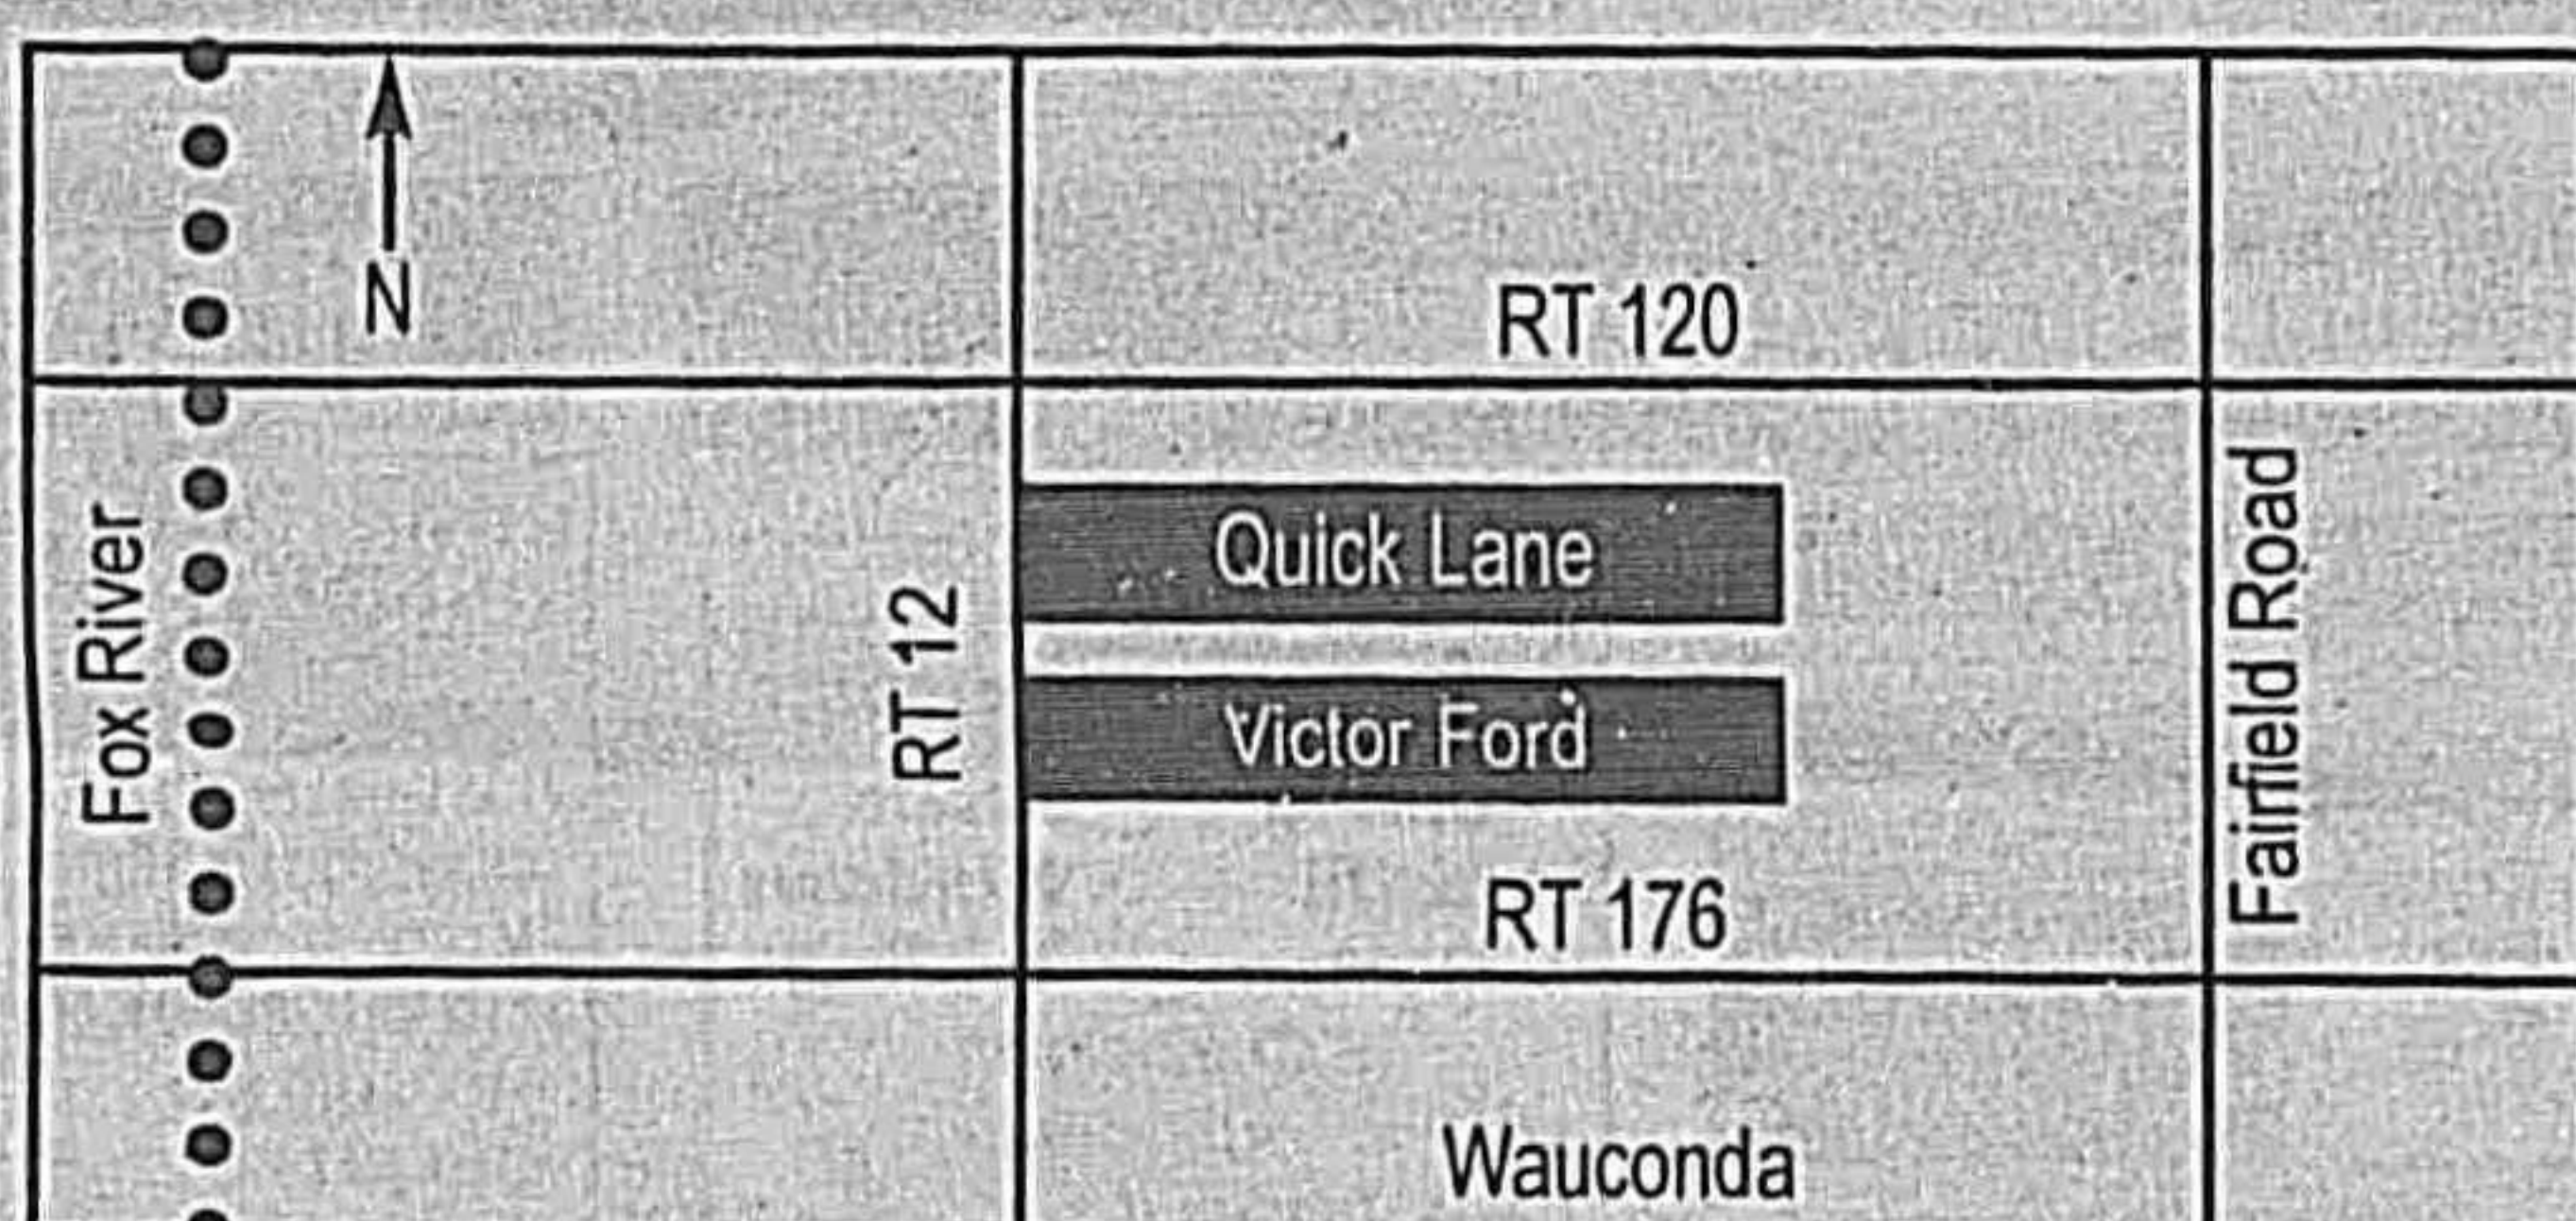 N
RT 120
Quick Lane
Fox River
RT 12
Victor Ford
Fairfield Road
RT 176
Wauconda